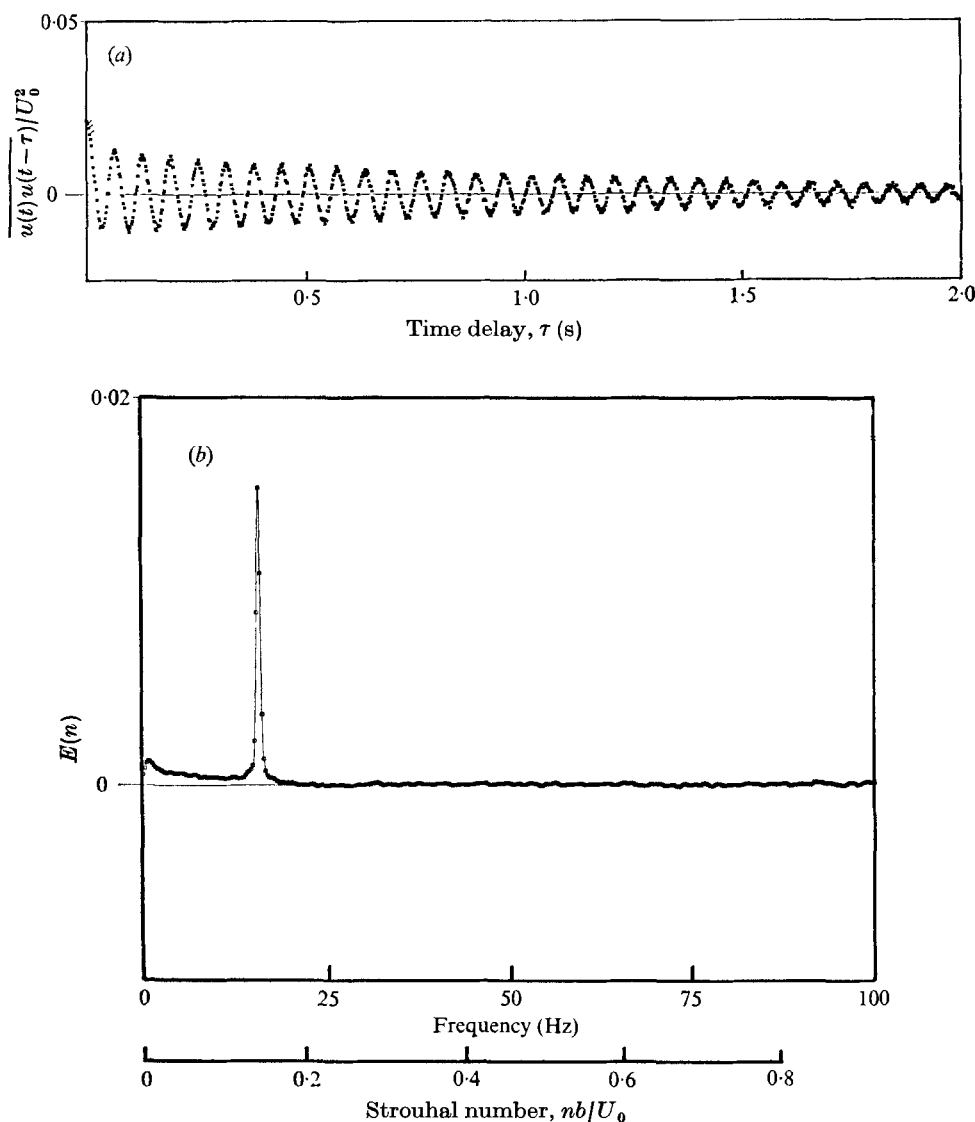 0·05
(a)
u(t) u(t−τ)/U₀²
0
0·5 1·0 1·5 2·0
Time delay, τ (s)
0·02
(b)
E(n)
0
0 25 50 75 100
Frequency (Hz)
0 0·2 0·4 0·6 0·8
Strouhal number, nb/U₀